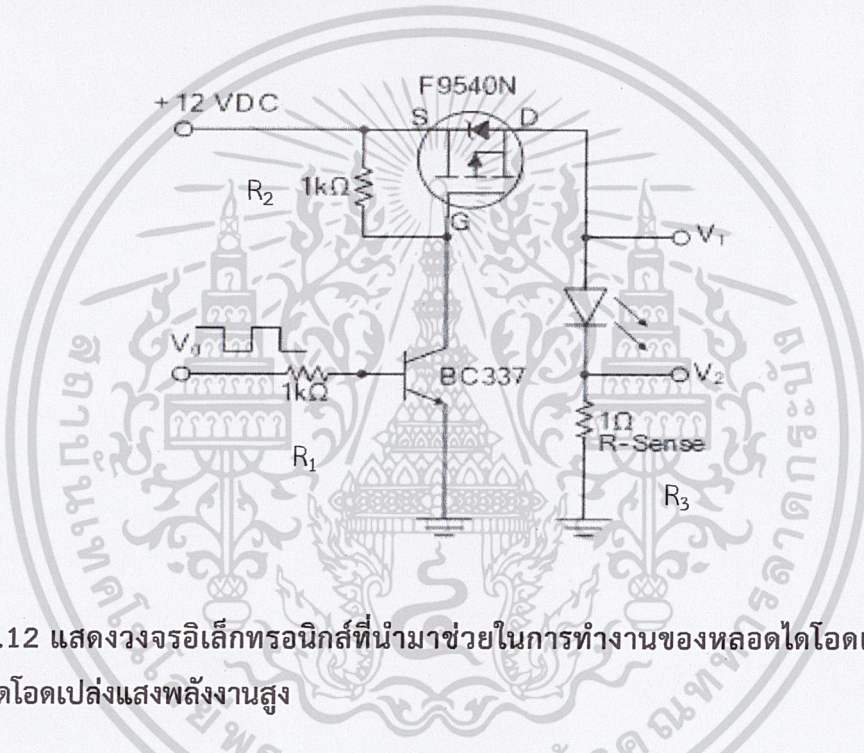 F9540N
+ 12 VDC
S
D
R2
1kΩ
G
V1
Vg
1kΩ
BC337
V2
1Ω
R-Sense
R1
R3
.12 แสดงวงจรอิเล็กทรอนิกส์ที่นำมาช่วยในการทำงานของหลอดไดโอดเ
ดโอดเปล่งแสงพลังงานสูง